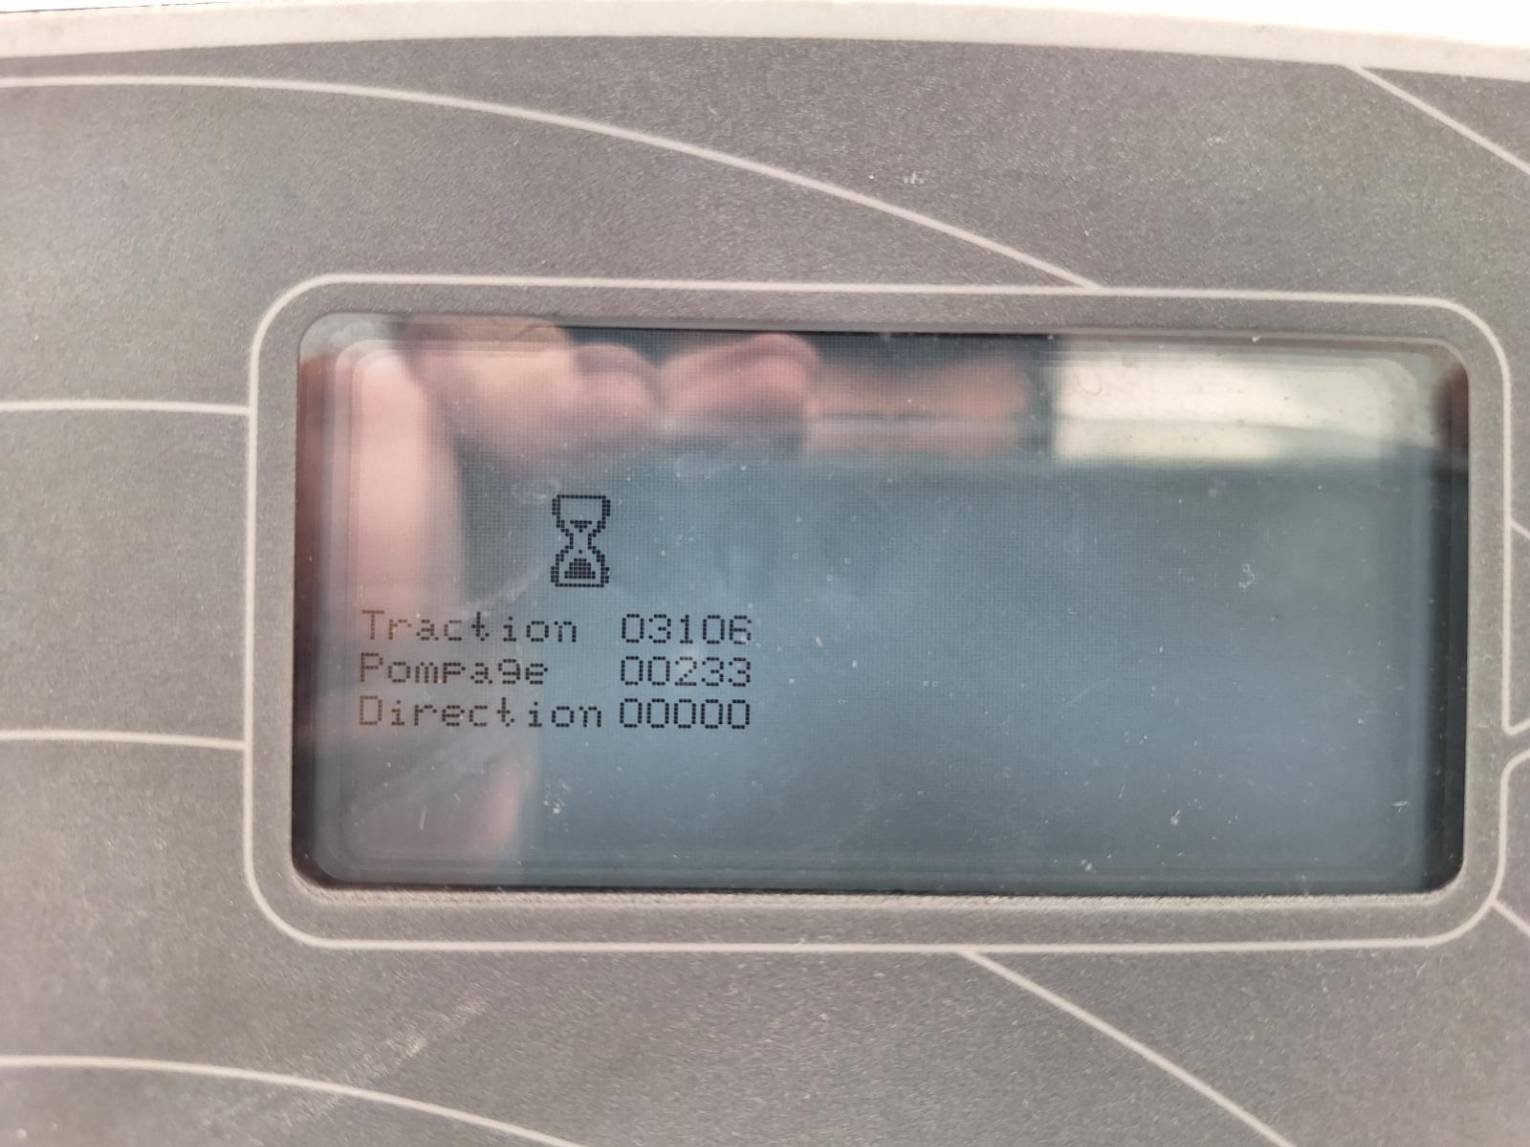 Traction 03106
Pompage 00233
Direction 00000